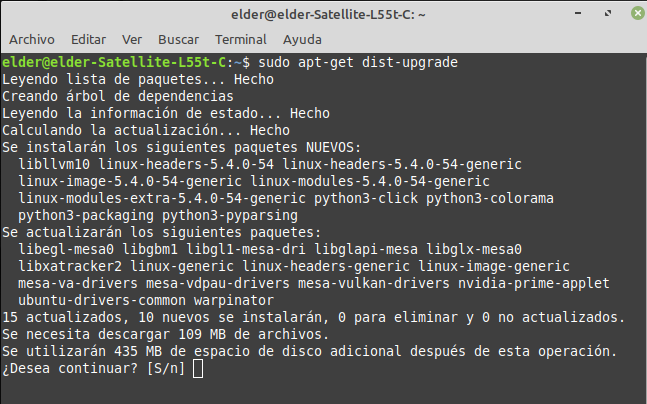 elder@elder-Satellite-L55t-C: ~
Archivo Editar Ver Buscar Terminal Ayuda
elder@elder-Satellite-L55t-C:~$ sudo apt-get dist-upgrade
Leyendo lista de paquetes... Hecho
Creando árbol de dependencias
Leyendo la información de estado... Hecho
Calculando la actualización... Hecho
Se instalarán los siguientes paquetes NUEVOS:
  libllvm10 linux-headers-5.4.0-54 linux-headers-5.4.0-54-generic
  linux-image-5.4.0-54-generic linux-modules-5.4.0-54-generic
  linux-modules-extra-5.4.0-54-generic python3-click python3-colorama
  python3-packaging python3-pyparsing
Se actualizarán los siguientes paquetes:
  libegl-mesa0 libgbm1 libgl1-mesa-dri libglapi-mesa libglx-mesa0
  libxatracker2 linux-generic linux-headers-generic linux-image-generic
  mesa-va-drivers mesa-vdpau-drivers mesa-vulkan-drivers nvidia-prime-applet
  ubuntu-drivers-common warpinator
15 actualizados, 10 nuevos se instalarán, 0 para eliminar y 0 no actualizados.
Se necesita descargar 109 MB de archivos.
Se utilizarán 435 MB de espacio de disco adicional después de esta operación.
¿Desea continuar? [S/n]